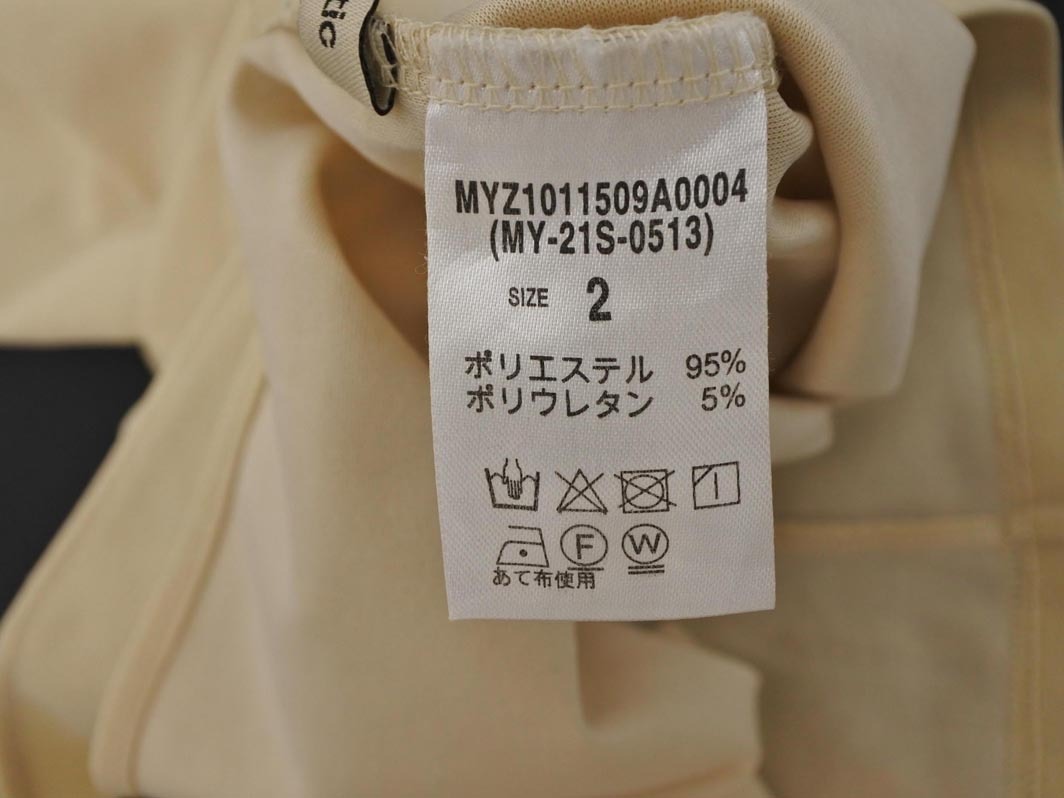 tic
MYZ1011509A0004
(MY-21S-0513)
SIZE 2
ポリエステル 95%
ポリウレタン 5%
F W
あて布使用